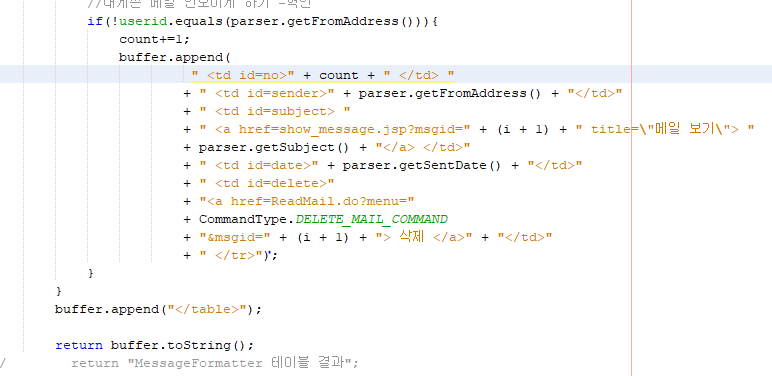 //내게쓴 메일 안보이게 하기 -혁인
if(!userid.equals(parser.getFromAddress())){
count+=1;
buffer.append(
" <td id=no>" + count + " </td> "
+ " <td id=sender>" + parser.getFromAddress() + "</td>"
+ " <td id=subject> "
+ " <a href=show_message.jsp?msgid=" + (i + 1) + " title=\"메일 보기\"> "
+ parser.getSubject() + "</a> </td>"
+ " <td id=date>" + parser.getSentDate() + "</td>"
+ " <td id=delete>"
+ "<a href=ReadMail.do?menu="
+ CommandType.DELETE_MAIL_COMMAND
+ "&msgid=" + (i + 1) + "> 삭제 </a>" + "</td>"
+ " </tr>");
}
}
buffer.append("</table>");
return buffer.toString();
/ return "MessageFormatter 테이블 결과";